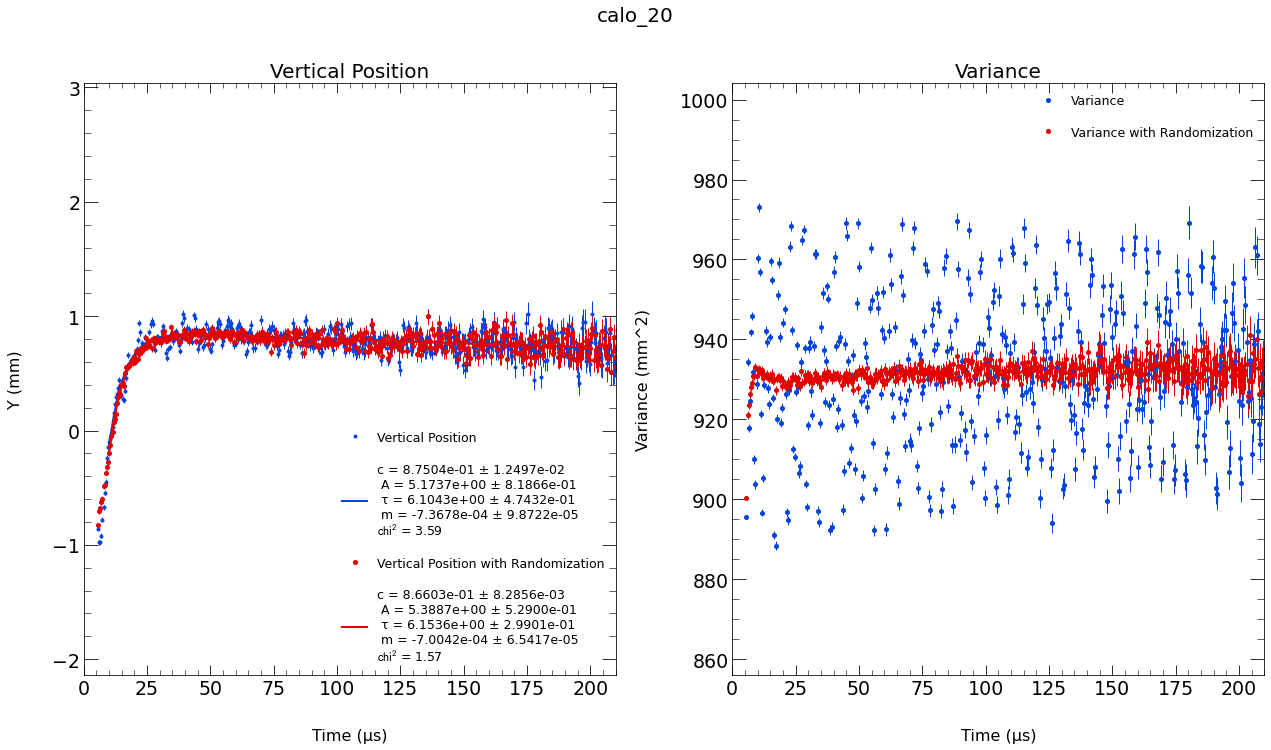 calo_20
Vertical Position
3
2
1
0
−1
−2
Y (mm)
0
25
50
75
100
125
150
175
200
Time (μs)
Vertical Position
c = 8.7504e-01 ± 1.2497e-02
A = 5.1737e+00 ± 8.1866e-01
τ = 6.1043e+00 ± 4.7432e-01
m = -7.3678e-04 ± 9.8722e-05
chi² = 3.59
Vertical Position with Randomization
c = 8.6603e-01 ± 8.2856e-03
A = 5.3887e+00 ± 5.2900e-01
τ = 6.1536e+00 ± 2.9901e-01
m = -7.0042e-04 ± 6.5417e-05
chi² = 1.57
Variance
1000
980
960
940
920
900
880
860
Variance (mm^2)
0
25
50
75
100
125
150
175
200
Time (μs)
Variance
Variance with Randomization